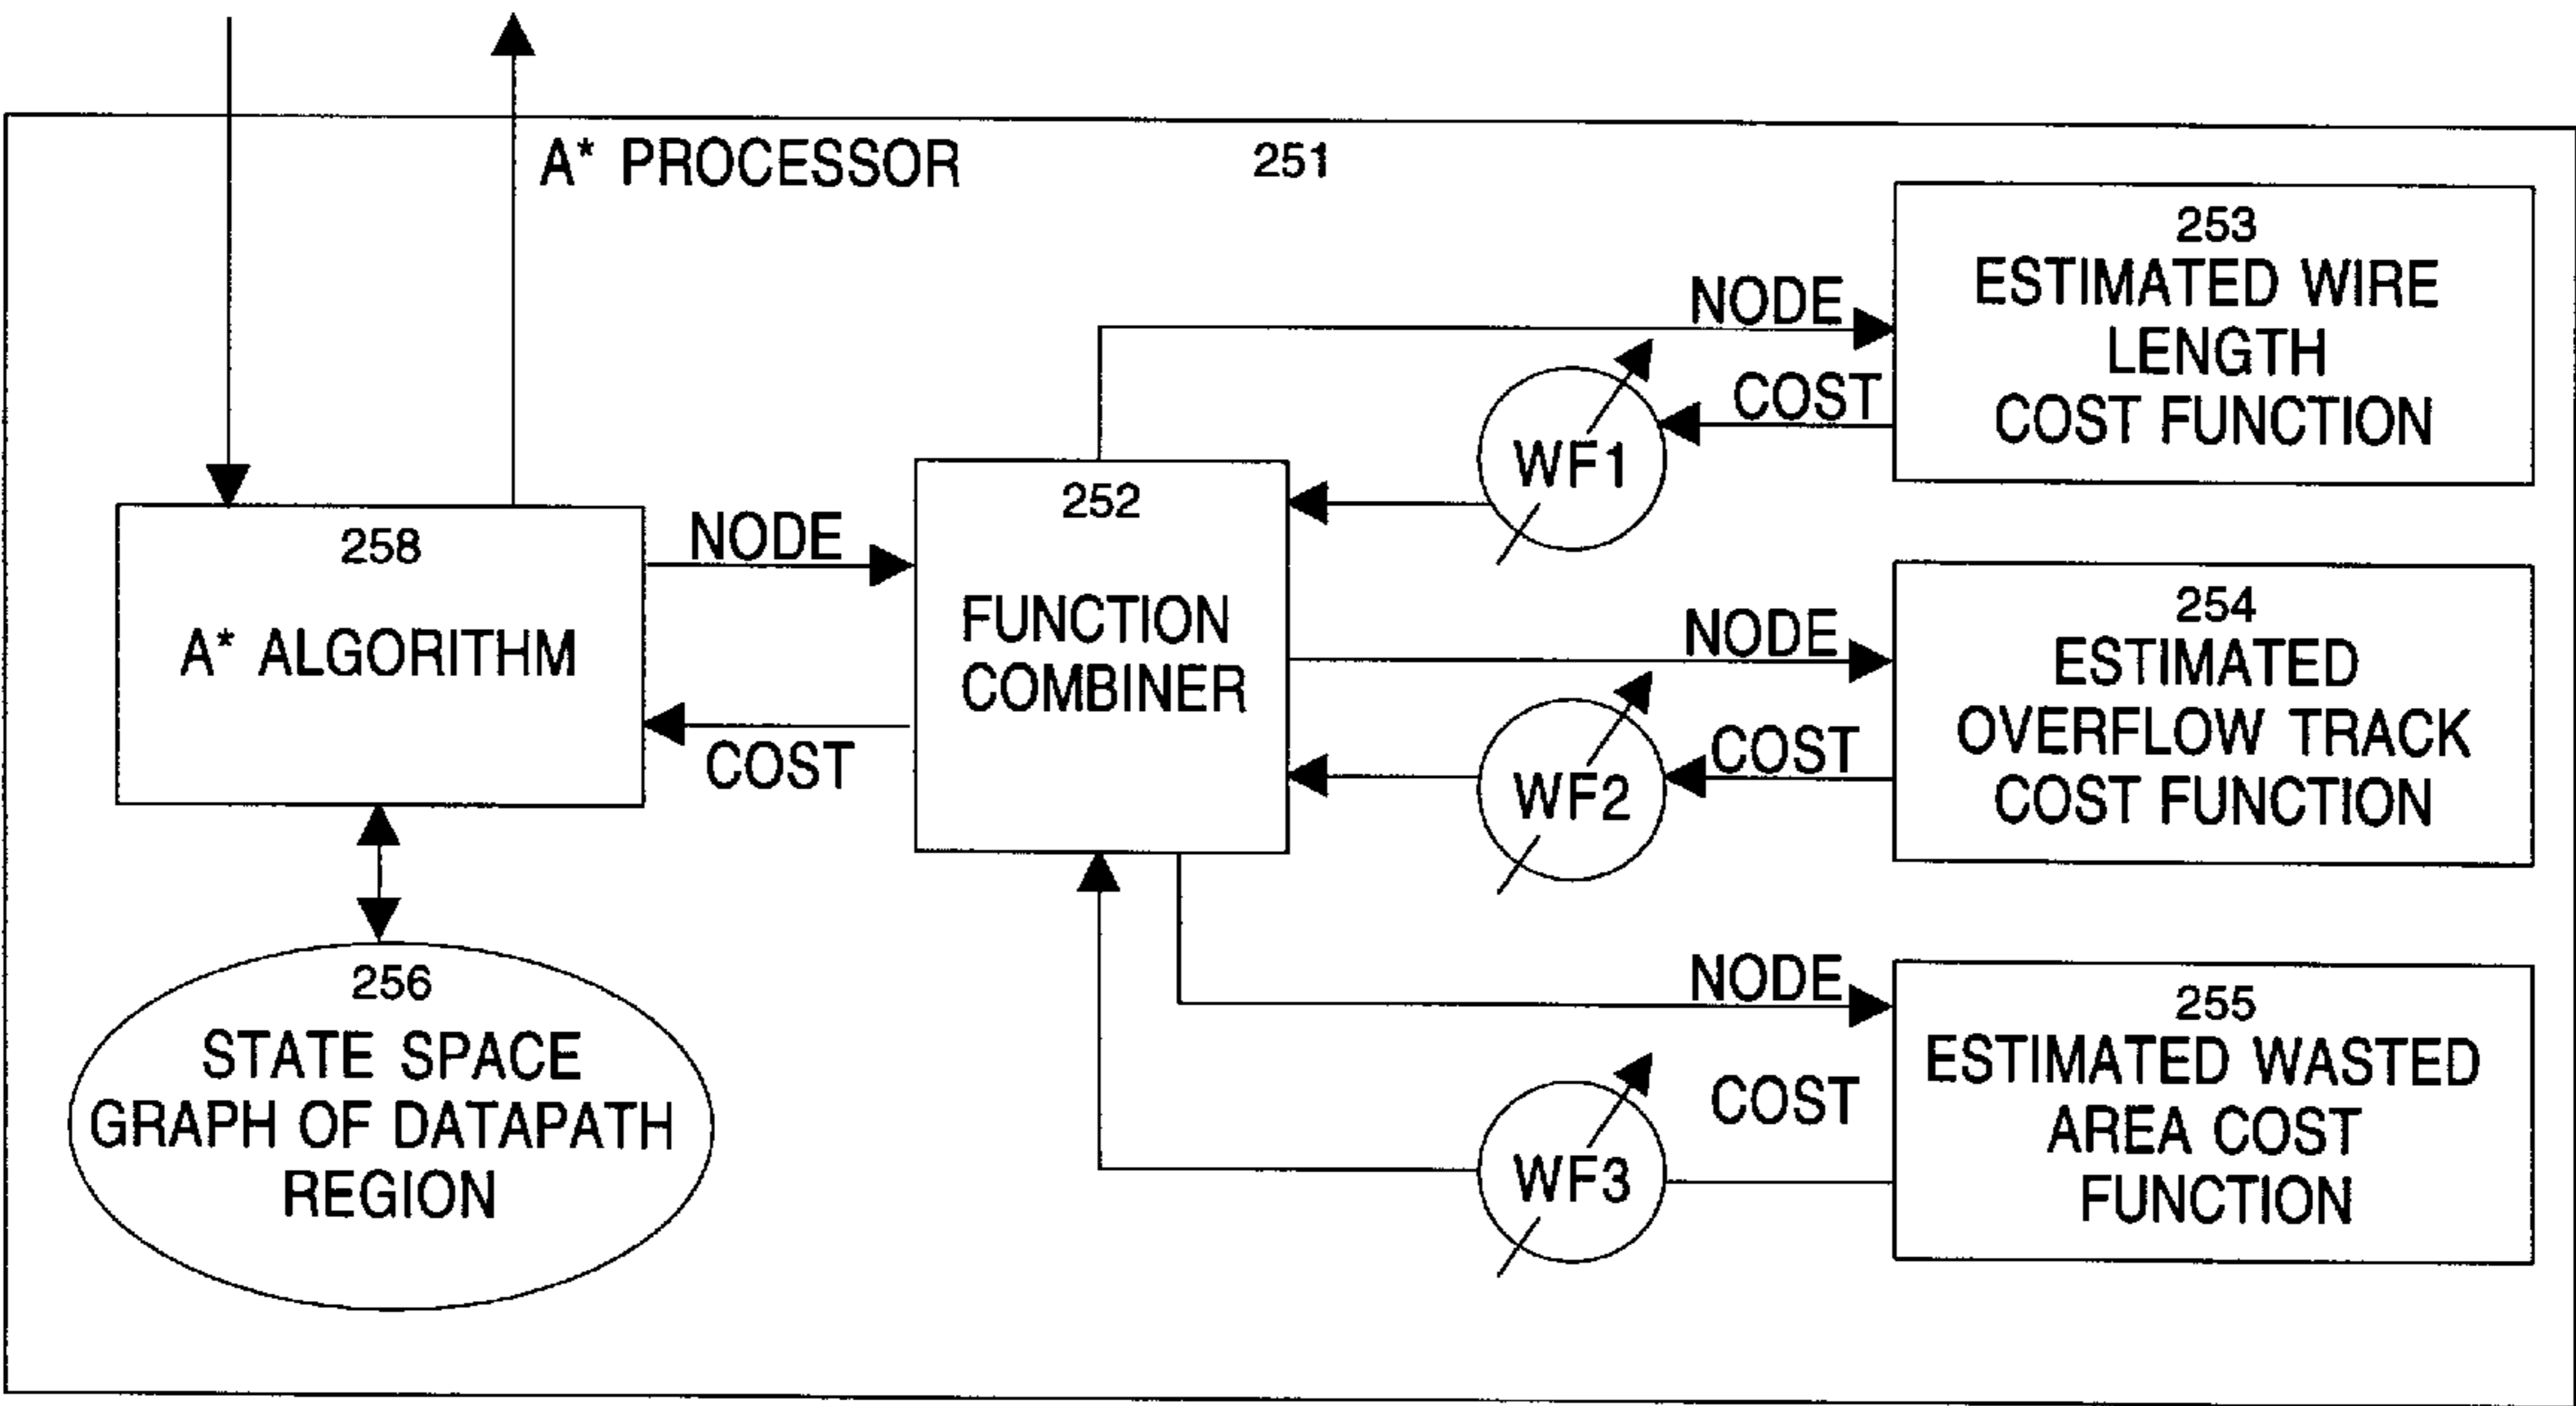 A* PROCESSOR
251
253
ESTIMATED WIRE
LENGTH
COST FUNCTION
NODE
COST
WF1
258
A* ALGORITHM
NODE
COST
252
FUNCTION
COMBINER
254
ESTIMATED
OVERFLOW TRACK
COST FUNCTION
NODE
COST
WF2
256
STATE SPACE
GRAPH OF DATAPATH
REGION
NODE
COST
WF3
255
ESTIMATED WASTED
AREA COST
FUNCTION